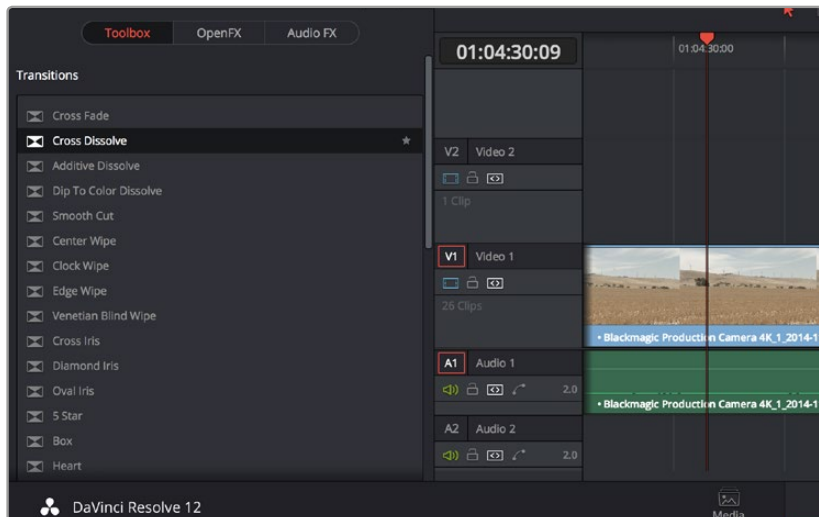 Toolbox
OpenFX
Audio FX
Transitions
Cross Fade
Cross Dissolve
Additive Dissolve
Dip To Color Dissolve
Smooth Cut
Center Wipe
Clock Wipe
Edge Wipe
Venetian Blind Wipe
Cross Iris
Diamond Iris
Oval Iris
5 Star
Box
Heart
DaVinci Resolve 12
01:04:30:09
01:04:30:00
V2 Video 2
1 Clip
V1 Video 1
26 Clips
• Blackmagic Production Camera 4K_1_2014-1
A1 Audio 1
2.0
• Blackmagic Production Camera 4K_1_2014-1
A2 Audio 2
2.0
Media